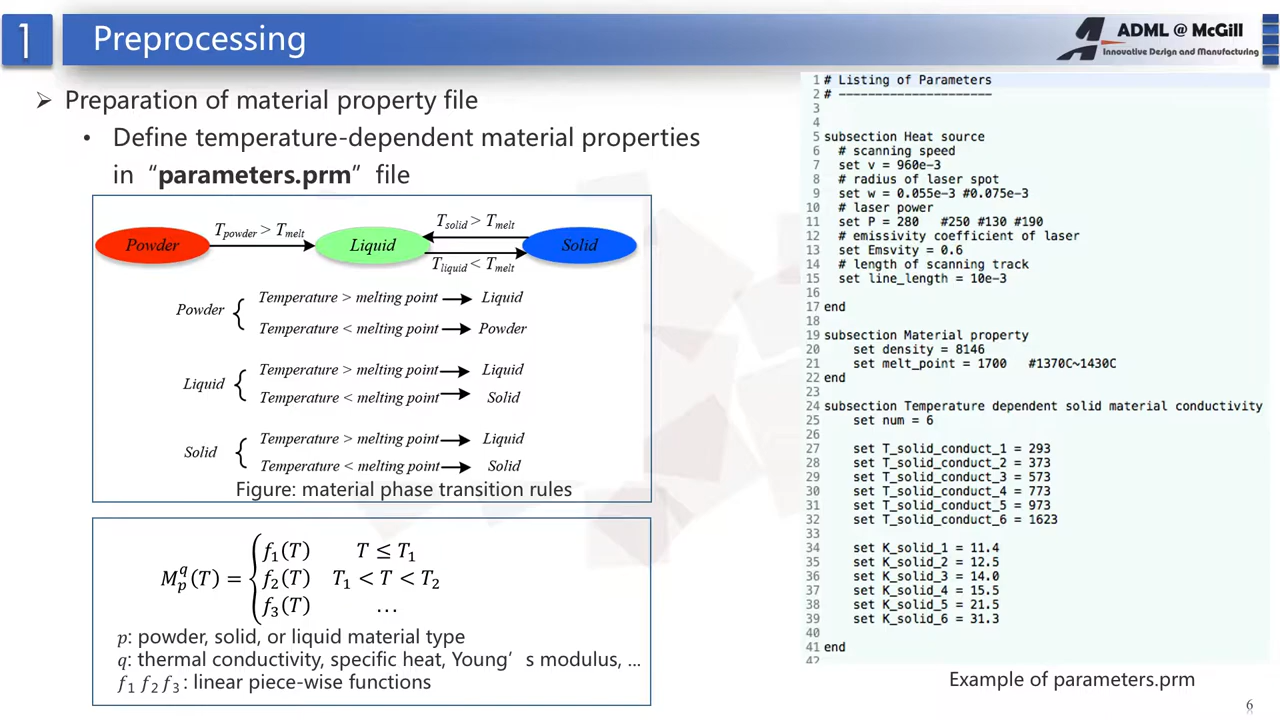 1
Preprocessing
ADML @ McGill
Innovative Design and Manufacturing
➢ Preparation of material property file
• Define temperature-dependent material properties
in “parameters.prm” file
T_powder > T_melt
T_solid > T_melt
Powder
Liquid
Solid
T_liquid < T_melt
Powder { Temperature > melting point → Liquid
Temperature < melting point → Powder
Liquid { Temperature > melting point → Liquid
Temperature < melting point → Solid
Solid { Temperature > melting point → Liquid
Temperature < melting point → Solid
Figure: material phase transition rules
M_p^q(T) = { f₁(T) T ≤ T₁
f₂(T) T₁ < T < T₂
f₃(T) …
p: powder, solid, or liquid material type
q: thermal conductivity, specific heat, Young’s modulus, ...
f₁ f₂ f₃: linear piece-wise functions
1 # Listing of Parameters
2 # ---------------------
3
4
5 subsection Heat source
6 # scanning speed
7 set v = 960e-3
8 # radius of laser spot
9 set w = 0.055e-3 #0.075e-3
10 # laser power
11 set P = 280 #250 #130 #190
12 # emissivity coefficient of laser
13 set Emsvity = 0.6
14 # length of scanning track
15 set line_length = 10e-3
16
17 end
18
19 subsection Material property
20 set density = 8146
21 set melt_point = 1700 #1370C~1430C
22 end
23
24 subsection Temperature dependent solid material conductivity
25 set num = 6
26
27 set T_solid_conduct_1 = 293
28 set T_solid_conduct_2 = 373
29 set T_solid_conduct_3 = 573
30 set T_solid_conduct_4 = 773
31 set T_solid_conduct_5 = 973
32 set T_solid_conduct_6 = 1623
33
34 set K_solid_1 = 11.4
35 set K_solid_2 = 12.5
36 set K_solid_3 = 14.0
37 set K_solid_4 = 15.5
38 set K_solid_5 = 21.5
39 set K_solid_6 = 31.3
40
41 end
42
Example of parameters.prm
6